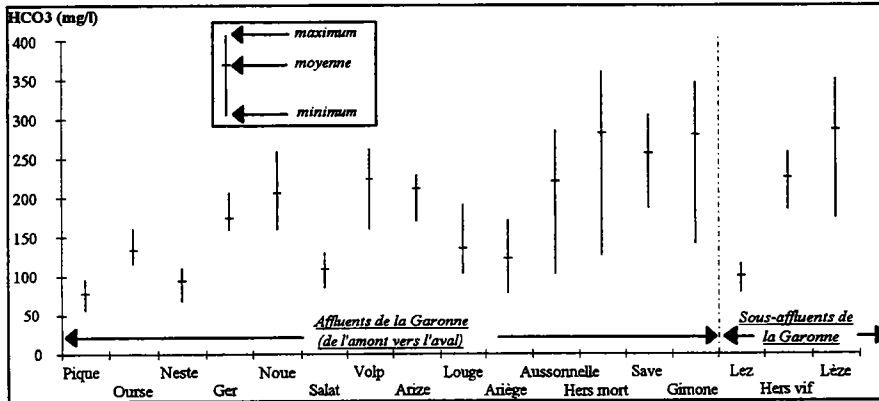 HCO3 (mg/l)
400
350
300
250
200
150
100
50
0
maximum
moyenne
minimum
Affluents de la Garonne
(de l'amont vers l'aval)
Sous-affluents de
la Garonne
Pique Neste Noue Volp Louge Aussonnelle Save Lez Lèze
Ourse Ger Salat Arize Ariège Hers mort Gimone Hers vif